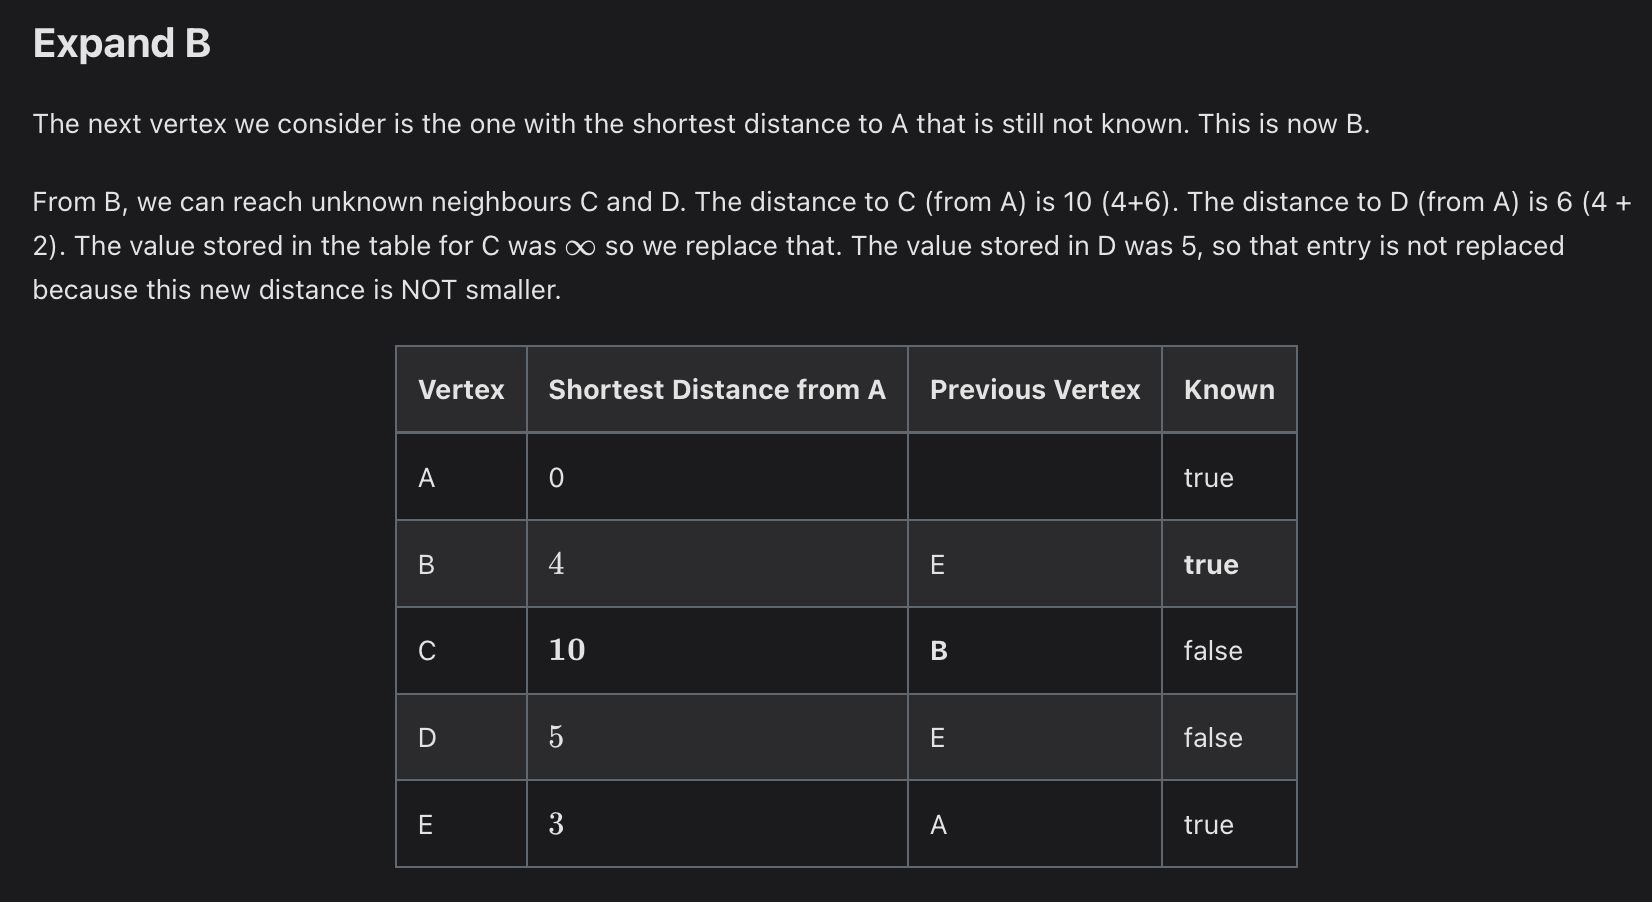 Expand B
The next vertex we consider is the one with the shortest distance to A that is still not known. This is now B.
From B, we can reach unknown neighbours C and D. The distance to C (from A) is 10 (4+6). The distance to D (from A) is 6 (4 +
2). The value stored in the table for C was ∞ so we replace that. The value stored in D was 5, so that entry is not replaced
because this new distance is NOT smaller.
Vertex Shortest Distance from A Previous Vertex Known
A 0 true
B 4 E true
C 10 B false
D 5 E false
E 3 A true